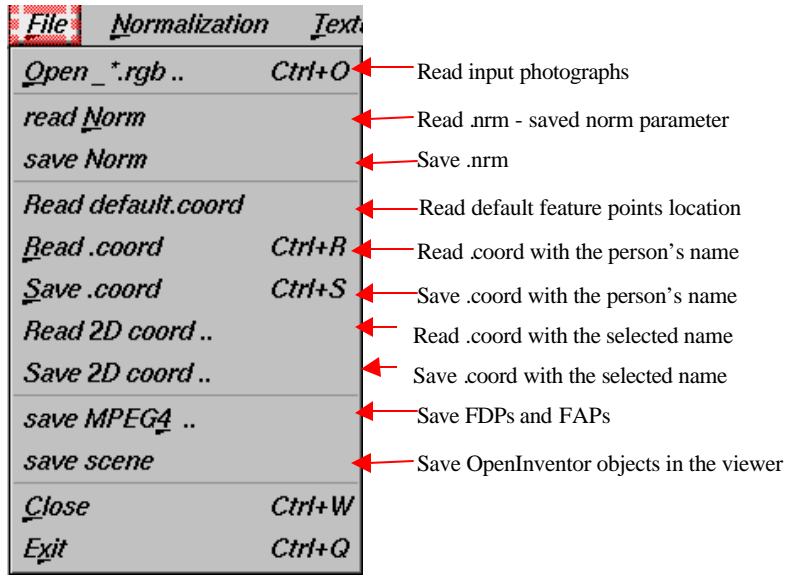 File Normalization
Open _*.rgb .. Ctrl+O Read input photographs
read Norm Read .nrm - saved norm parameter
save Norm Save .nrm
Read default.coord Read default feature points location
Read .coord Ctrl+R Read .coord with the person's name
Save .coord Ctrl+S Save .coord with the person's name
Read 2D coord .. Read .coord with the selected name
Save 2D coord .. Save .coord with the selected name
save MPEG4 .. Save FDPs and FAPs
save scene Save OpenInventor objects in the viewer
Close Ctrl+W
Exit Ctrl+Q